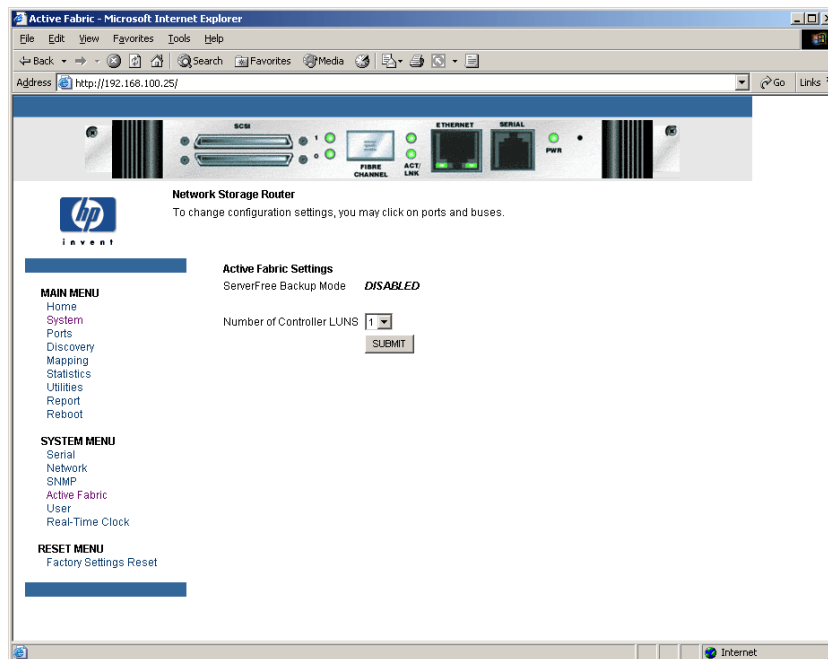 Active Fabric - Microsoft Internet Explorer
File Edit View Favorites Tools Help
Back Search Favorites Media
Address http://192.168.100.25/ Go Links
SCSI ETHERNET SERIAL
1
0
FIBRE CHANNEL ACT/ LNK PWR
hp
invent
Network Storage Router
To change configuration settings, you may click on ports and buses.
Active Fabric Settings
ServerFree Backup Mode DISABLED
Number of Controller LUNS 1
SUBMIT
MAIN MENU
Home
System
Ports
Discovery
Mapping
Statistics
Utilities
Report
Reboot
SYSTEM MENU
Serial
Network
SNMP
Active Fabric
User
Real-Time Clock
RESET MENU
Factory Settings Reset
Internet